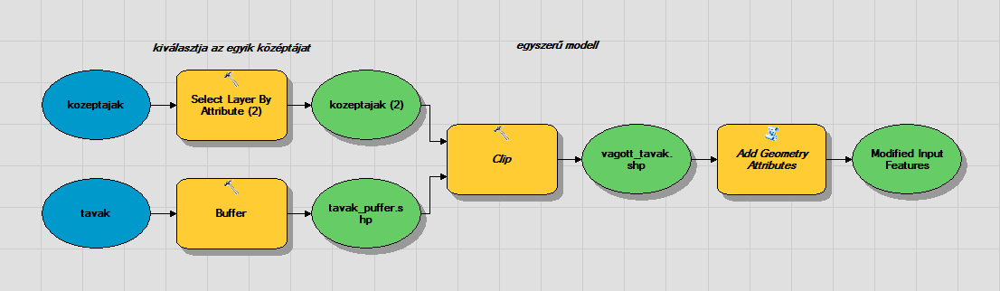 kiválasztja az egyik középtájat
egyszerű modell
kozeptajak
Select Layer By
Attribute (2)
kozeptajak (2)
Clip
vagott_tavak.
shp
Add Geometry
Attributes
Modified Input
Features
tavak
Buffer
tavak_puffer.s
hp